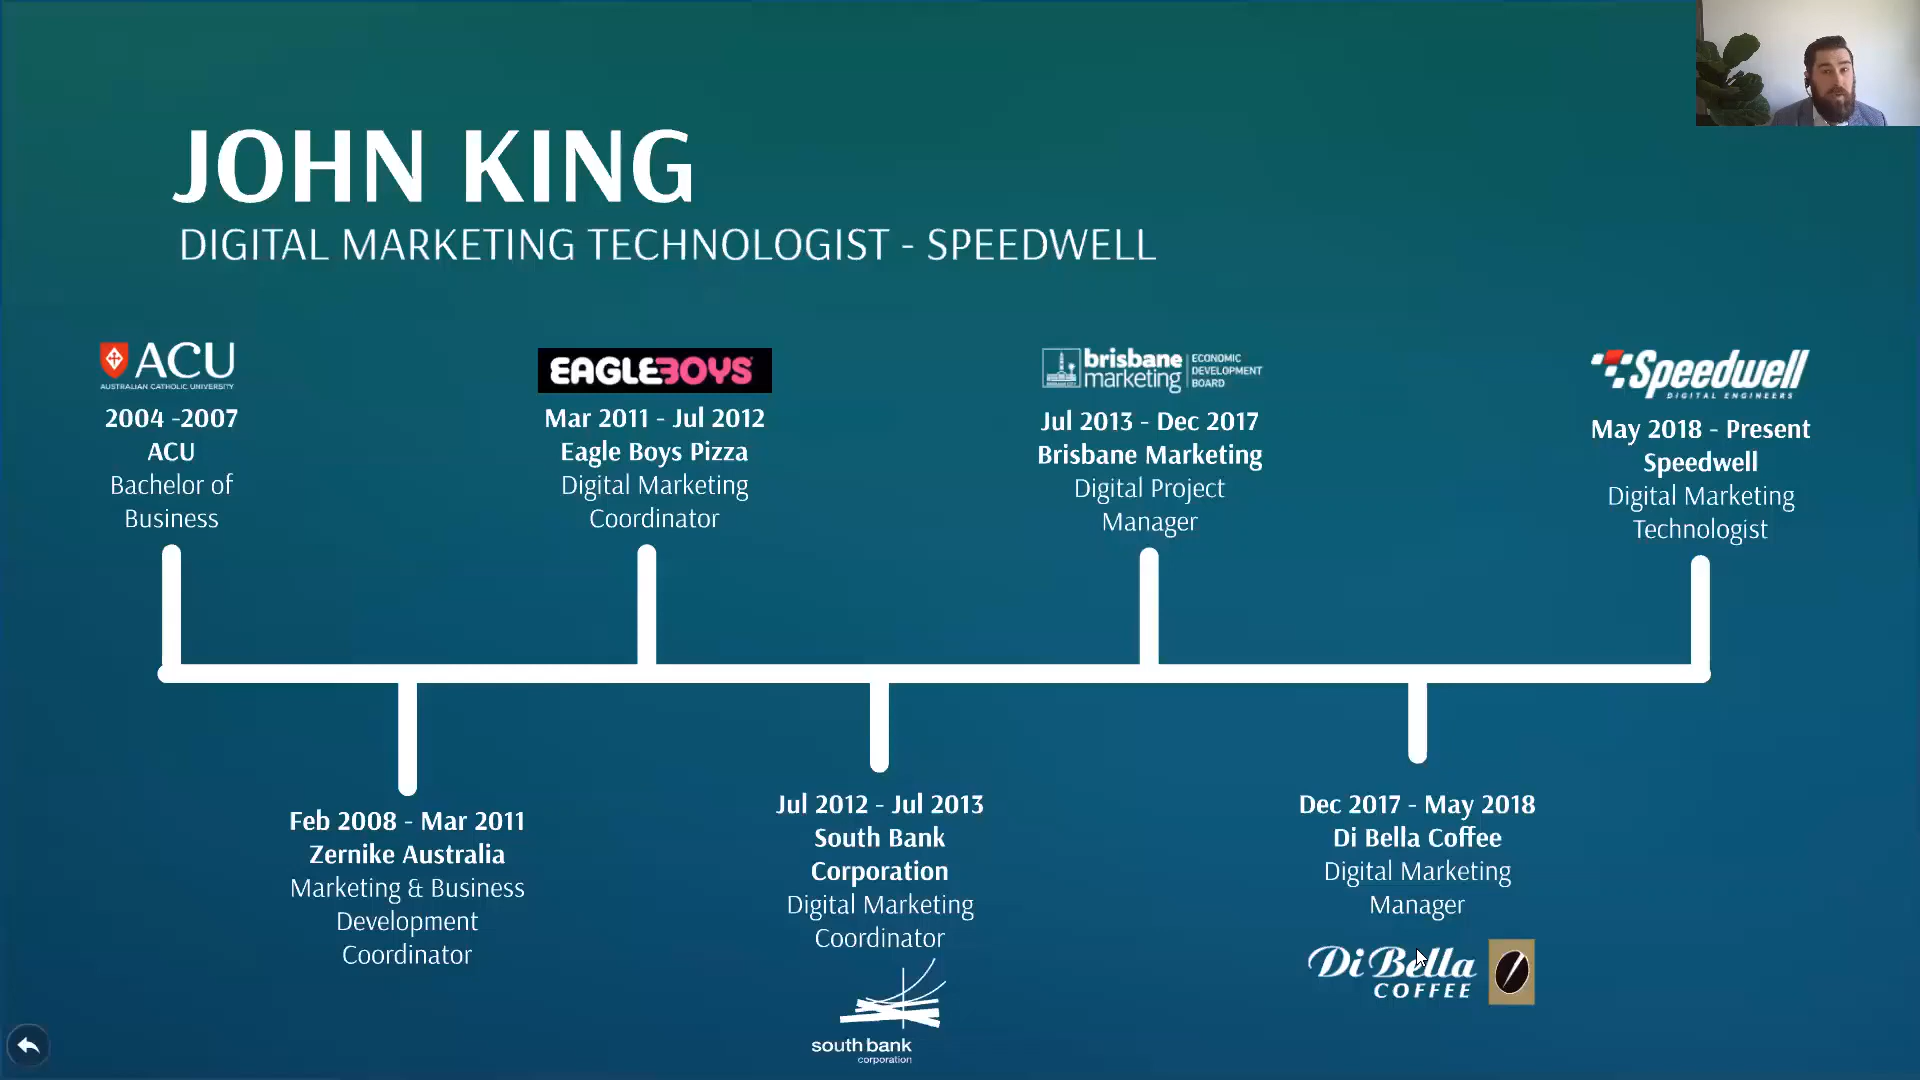 JOHN KING
DIGITAL MARKETING TECHNOLOGIST - SPEEDWELL
ACU
AUSTRALIAN CATHOLIC UNIVERSITY
2004 -2007
ACU
Bachelor of
Business
EAGLEBOYS
Mar 2011 - Jul 2012
Eagle Boys Pizza
Digital Marketing
Coordinator
brisbane
marketing
ECONOMIC
DEVELOPMENT
BOARD
Jul 2013 - Dec 2017
Brisbane Marketing
Digital Project
Manager
Speedwell
DIGITAL ENGINEERS
May 2018 - Present
Speedwell
Digital Marketing
Technologist
Feb 2008 - Mar 2011
Zernike Australia
Marketing & Business
Development
Coordinator
Jul 2012 - Jul 2013
South Bank
Corporation
Digital Marketing
Coordinator
south bank
corporation
Dec 2017 - May 2018
Di Bella Coffee
Digital Marketing
Manager
Di Bella
COFFEE